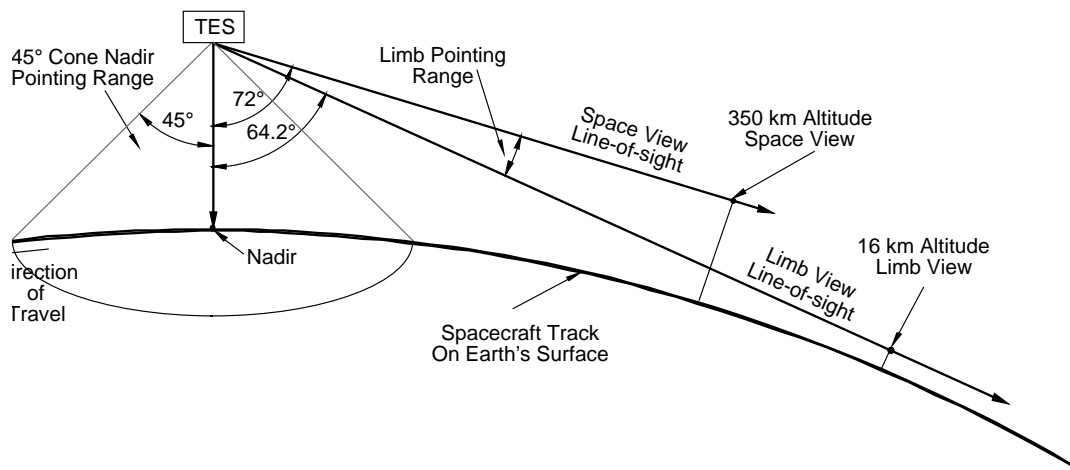 TES
45° Cone Nadir
Pointing Range
Limb Pointing
Range
72°
45°
64.2°
Space View
Line-of-sight
350 km Altitude
Space View
Nadir
16 km Altitude
Limb View
Limb View
Line-of-sight
irection
of
Travel
Spacecraft Track
On Earth's Surface